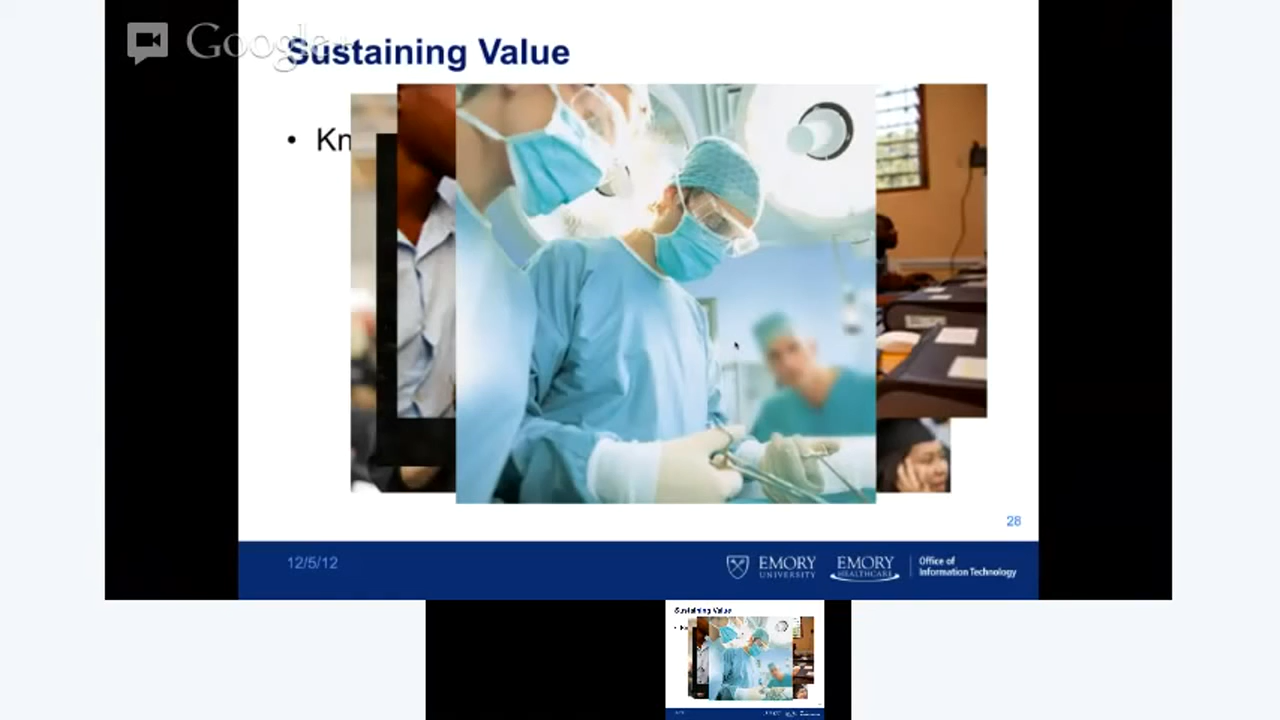 Google+
Sustaining Value
• Kn
28
12/5/12
EMORY
UNIVERSITY
EMORY
HEALTHCARE
Office of
Information Technology
Sustaining Value